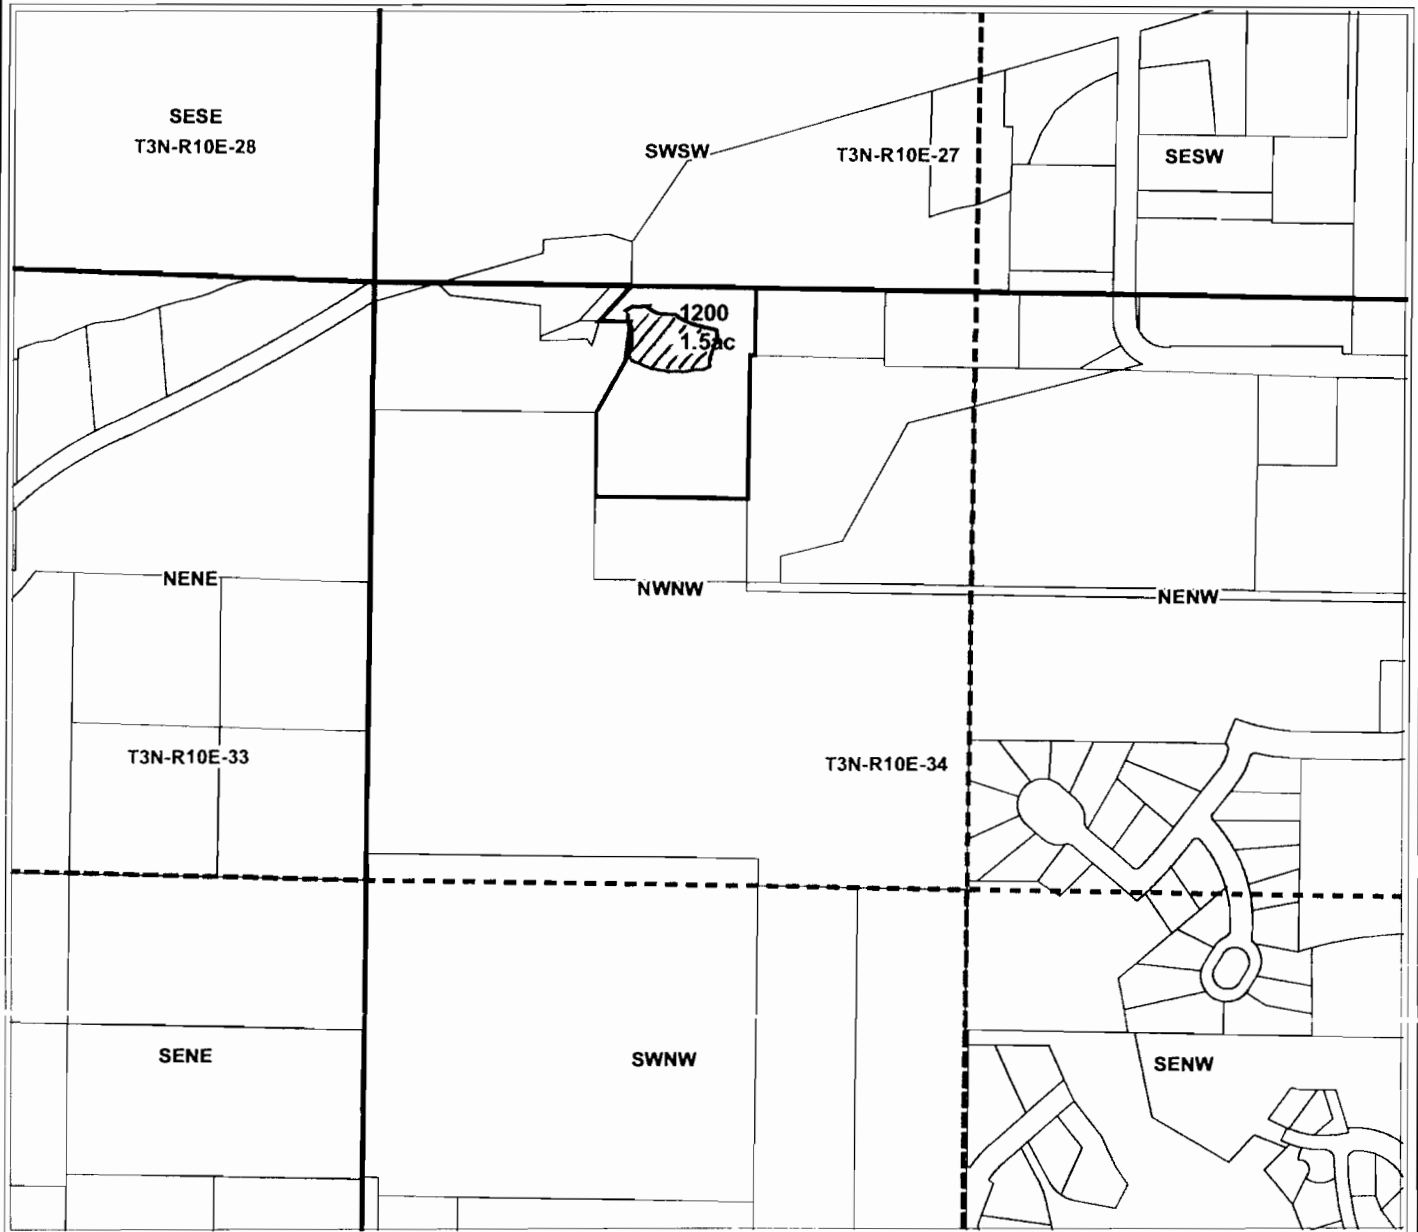 SESE
T3N-R10E-28
SWSW
T3N-R10E-27
SESW
1200
1.5ac
NENE
NWNW
NENW
T3N-R10E-33
T3N-R10E-34
SENE
SWNW
SENW